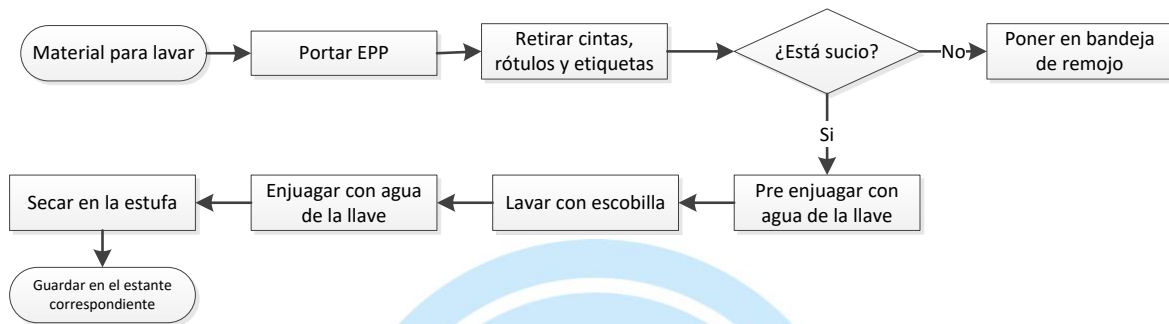 Material para lavar
Portar EPP
Retirar cintas,
rótulos y etiquetas
¿Está sucio?
No
Poner en bandeja
de remojo
Si
Pre enjuagar con
agua de la llave
Lavar con escobilla
Enjuagar con agua
de la llave
Secar en la estufa
Guardar en el estante
correspondiente